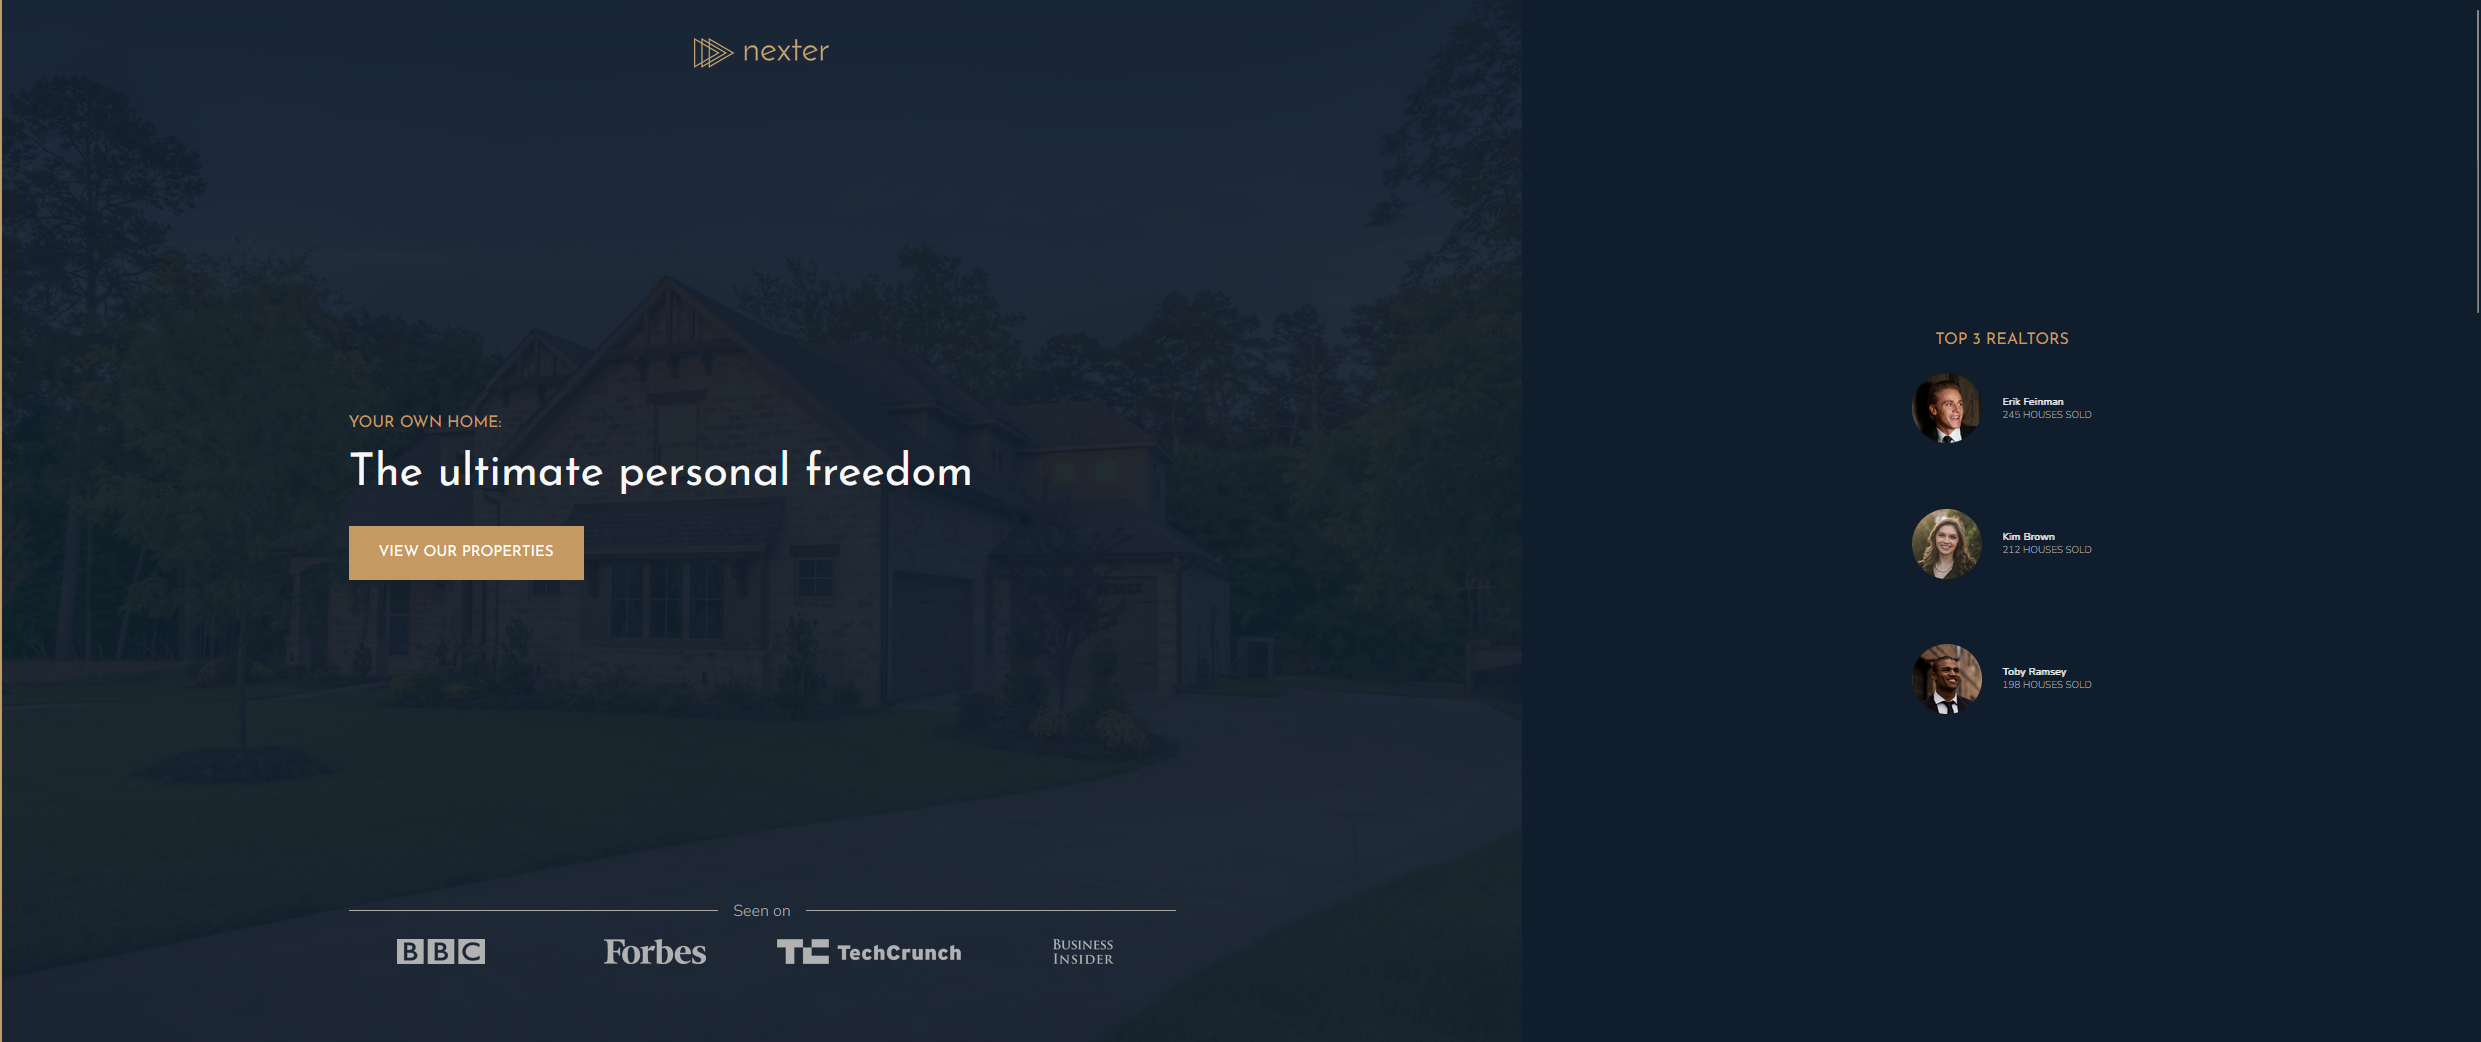 nexter
YOUR OWN HOME:
The ultimate personal freedom
VIEW OUR PROPERTIES
Seen on
BBC
Forbes
TC TechCrunch
BUSINESS
INSIDER
TOP 3 REALTORS
Erik Feinman
245 HOUSES SOLD
Kim Brown
212 HOUSES SOLD
Toby Ramsey
198 HOUSES SOLD